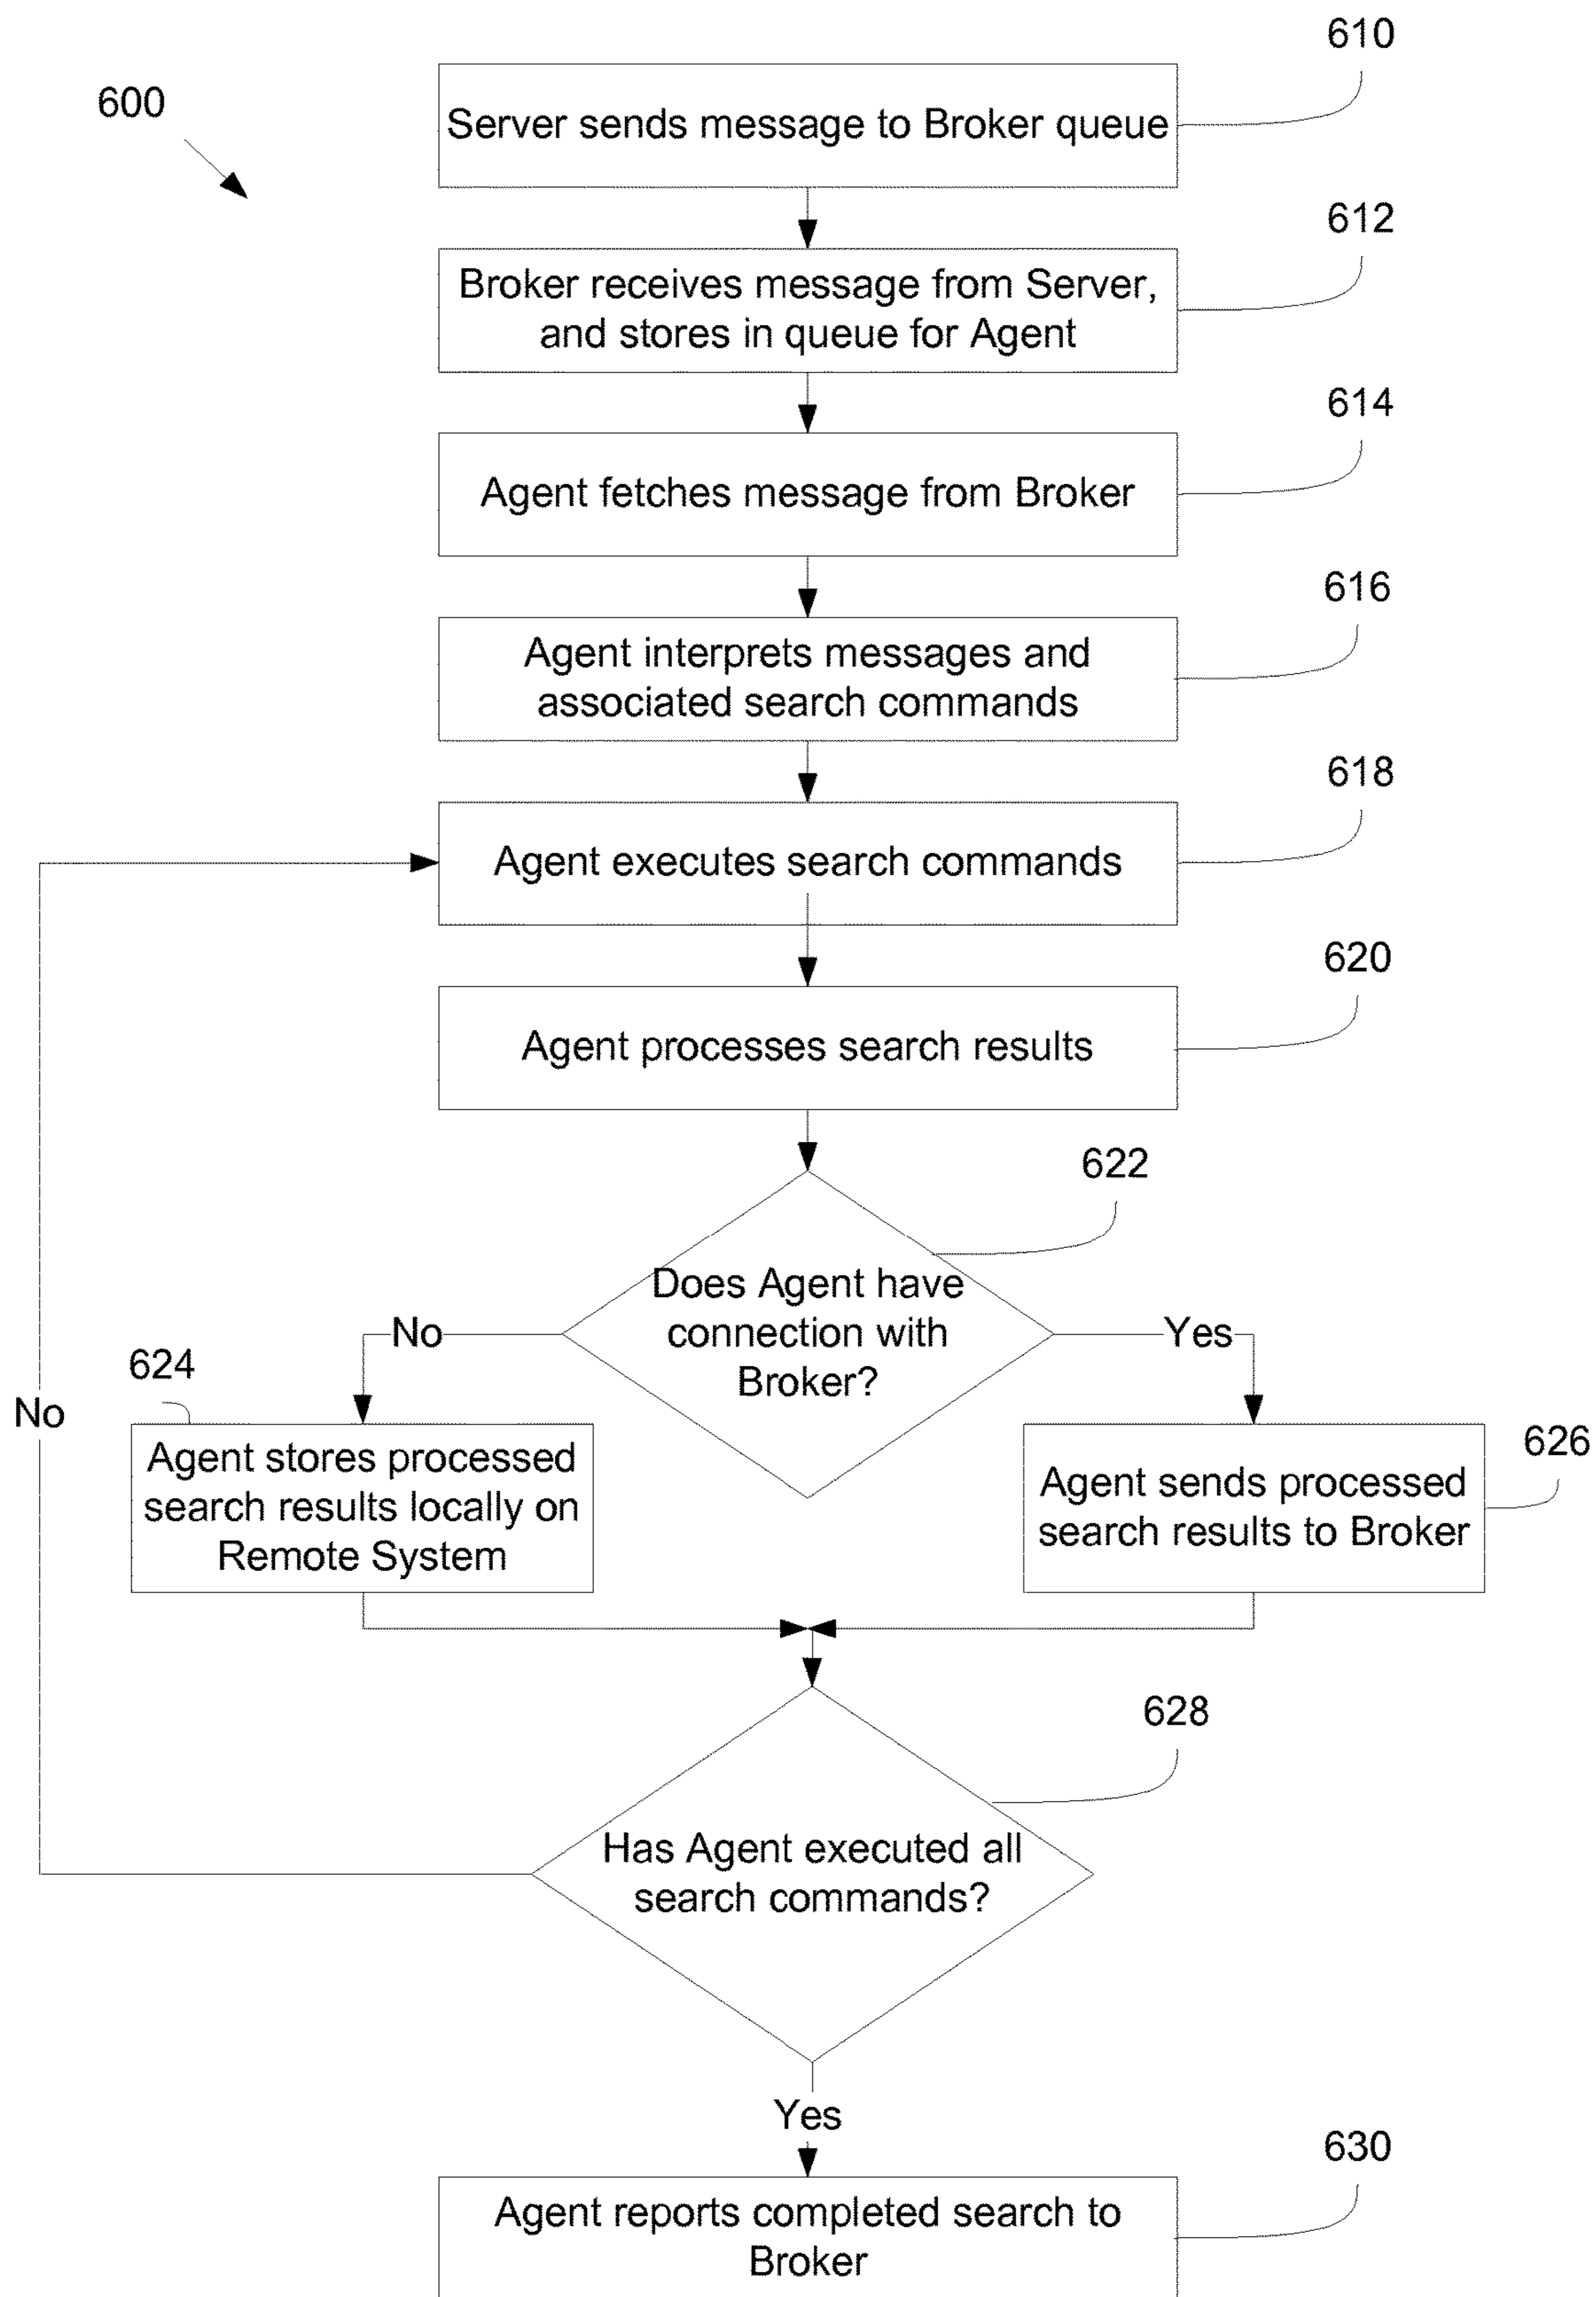 610
600
Server sends message to Broker queue
612
Broker receives message from Server,
and stores in queue for Agent
614
Agent fetches message from Broker
616
Agent interprets messages and
associated search commands
618
Agent executes search commands
620
Agent processes search results
622
Does Agent have
connection with
Broker?
No
Yes
624
No
626
Agent stores processed
search results locally on
Remote System
Agent sends processed
search results to Broker
628
Has Agent executed all
search commands?
Yes
630
Agent reports completed search to
Broker